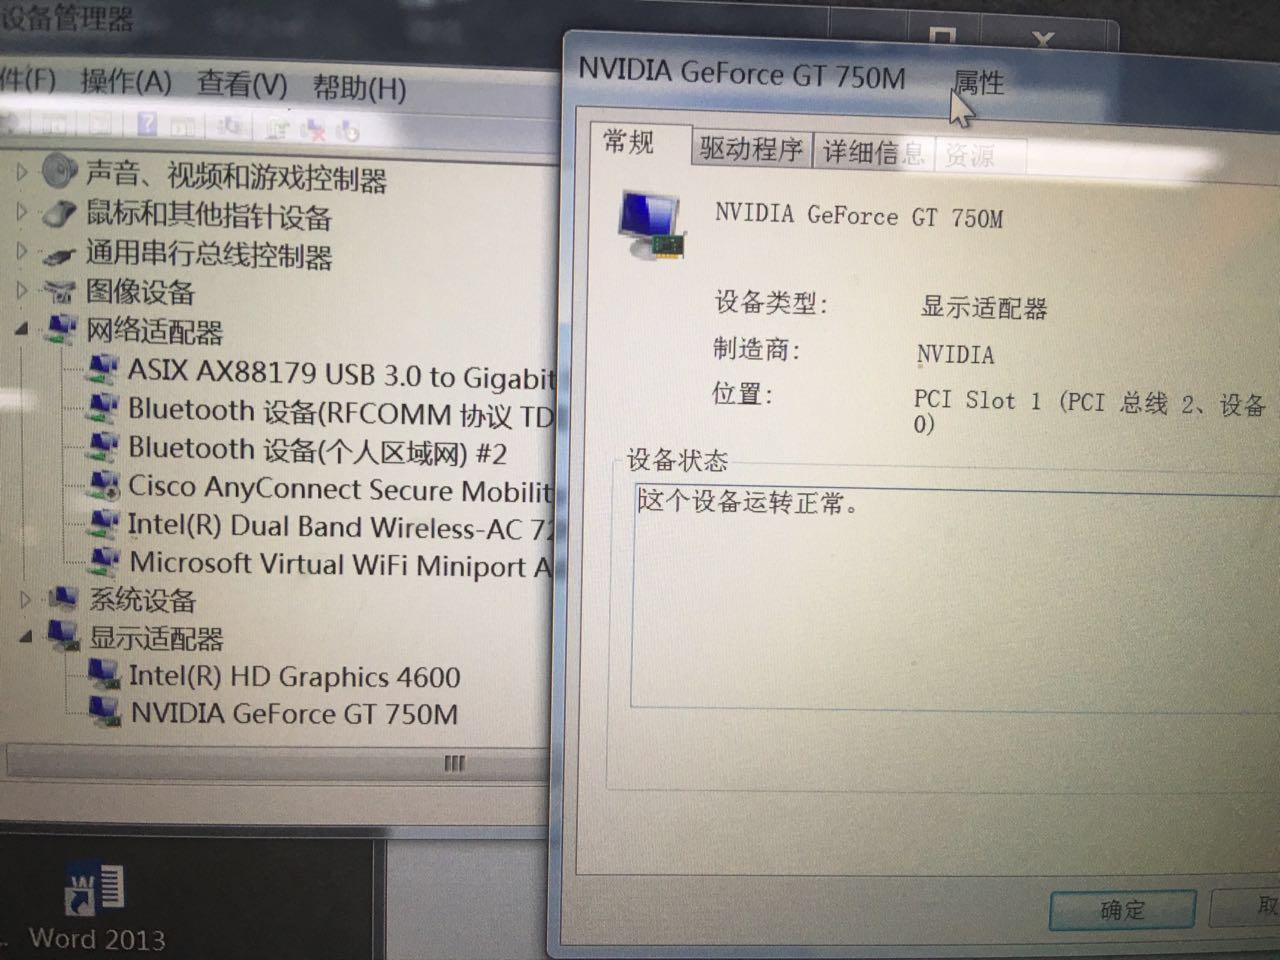 设备管理器
件(F) 操作(A) 查看(V) 帮助(H)
声音、视频和游戏控制器
鼠标和其他指针设备
通用串行总线控制器
图像设备
网络适配器
ASIX AX88179 USB 3.0 to Gigabit
Bluetooth 设备(RFCOMM 协议 TD
Bluetooth 设备(个人区域网) #2
Cisco AnyConnect Secure Mobilit
Intel(R) Dual Band Wireless-AC 72
Microsoft Virtual WiFi Miniport A
系统设备
显示适配器
Intel(R) HD Graphics 4600
NVIDIA GeForce GT 750M
Word 2013
NVIDIA GeForce GT 750M 属性
常规 驱动程序 详细信息 资源
NVIDIA GeForce GT 750M
设备类型: 显示适配器
制造商: NVIDIA
位置: PCI Slot 1 (PCI 总线 2、设备
0)
设备状态
这个设备运转正常。
确定 取